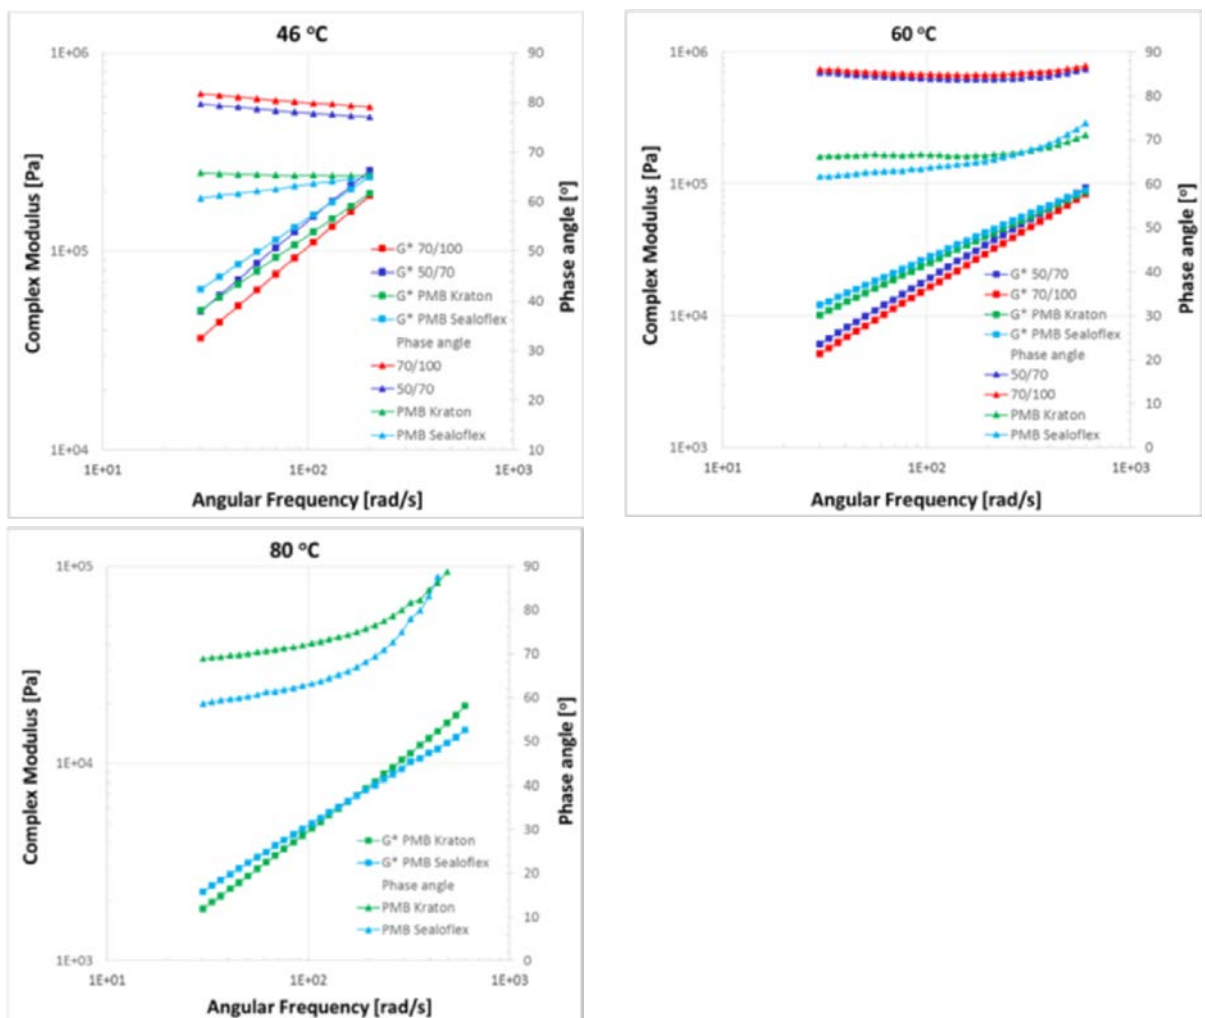 46 °C
1E+06
1E+05
1E+04
Complex Modulus [Pa]
90
80
70
60
50
40
30
20
10
Phase angle [°]
G* 70/100
G* 50/70
G* PMB Kraton
G* PMB Sealoflex
Phase angle
70/100
50/70
PMB Kraton
PMB Sealoflex
1E+01
1E+02
1E+03
Angular Frequency [rad/s]
60 °C
1E+06
1E+05
1E+04
1E+03
Complex Modulus [Pa]
90
80
70
60
50
40
30
20
10
0
Phase angle [°]
G* 50/70
G* 70/100
G* PMB Kraton
G* PMB Sealoflex
Phase angle
50/70
70/100
PMB Kraton
PMB Sealoflex
1E+01
1E+02
1E+03
Angular Frequency [rad/s]
80 °C
1E+05
1E+04
1E+03
Complex Modulus [Pa]
90
80
70
60
50
40
30
20
10
0
Phase angle [°]
G* PMB Kraton
G* PMB Sealoflex
Phase angle
PMB Kraton
PMB Sealoflex
1E+01
1E+02
1E+03
Angular Frequency [rad/s]